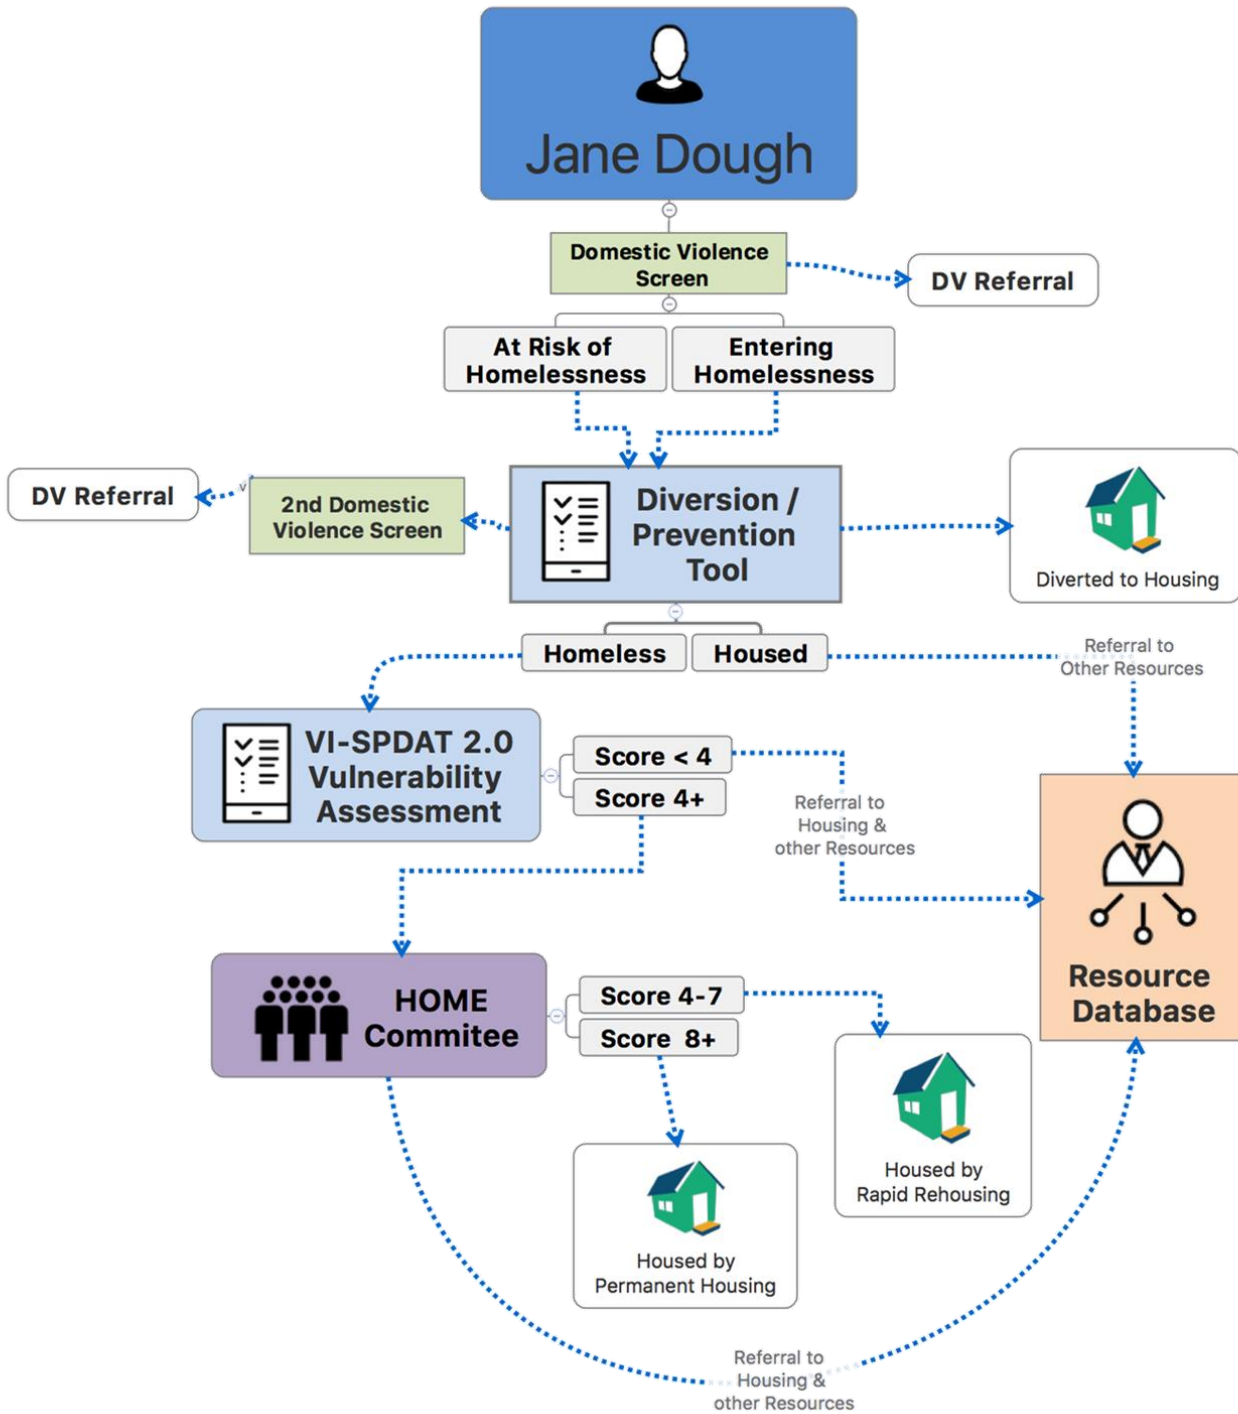 Jane Dough
Domestic Violence
Screen
DV Referral
At Risk of
Homelessness
Entering
Homelessness
DV Referral
v
2nd Domestic
Violence Screen
Diversion /
Prevention
Tool
Diverted to Housing
Homeless
Housed
Referral to
Other Resources
VI-SPDAT 2.0
Vulnerability
Assessment
Score < 4
Score 4+
Referral to
Housing &
other Resources
Resource
Database
HOME
Commitee
Score 4-7
Score 8+
Housed by
Rapid Rehousing
Housed by
Permanent Housing
Referral to
Housing &
other Resources